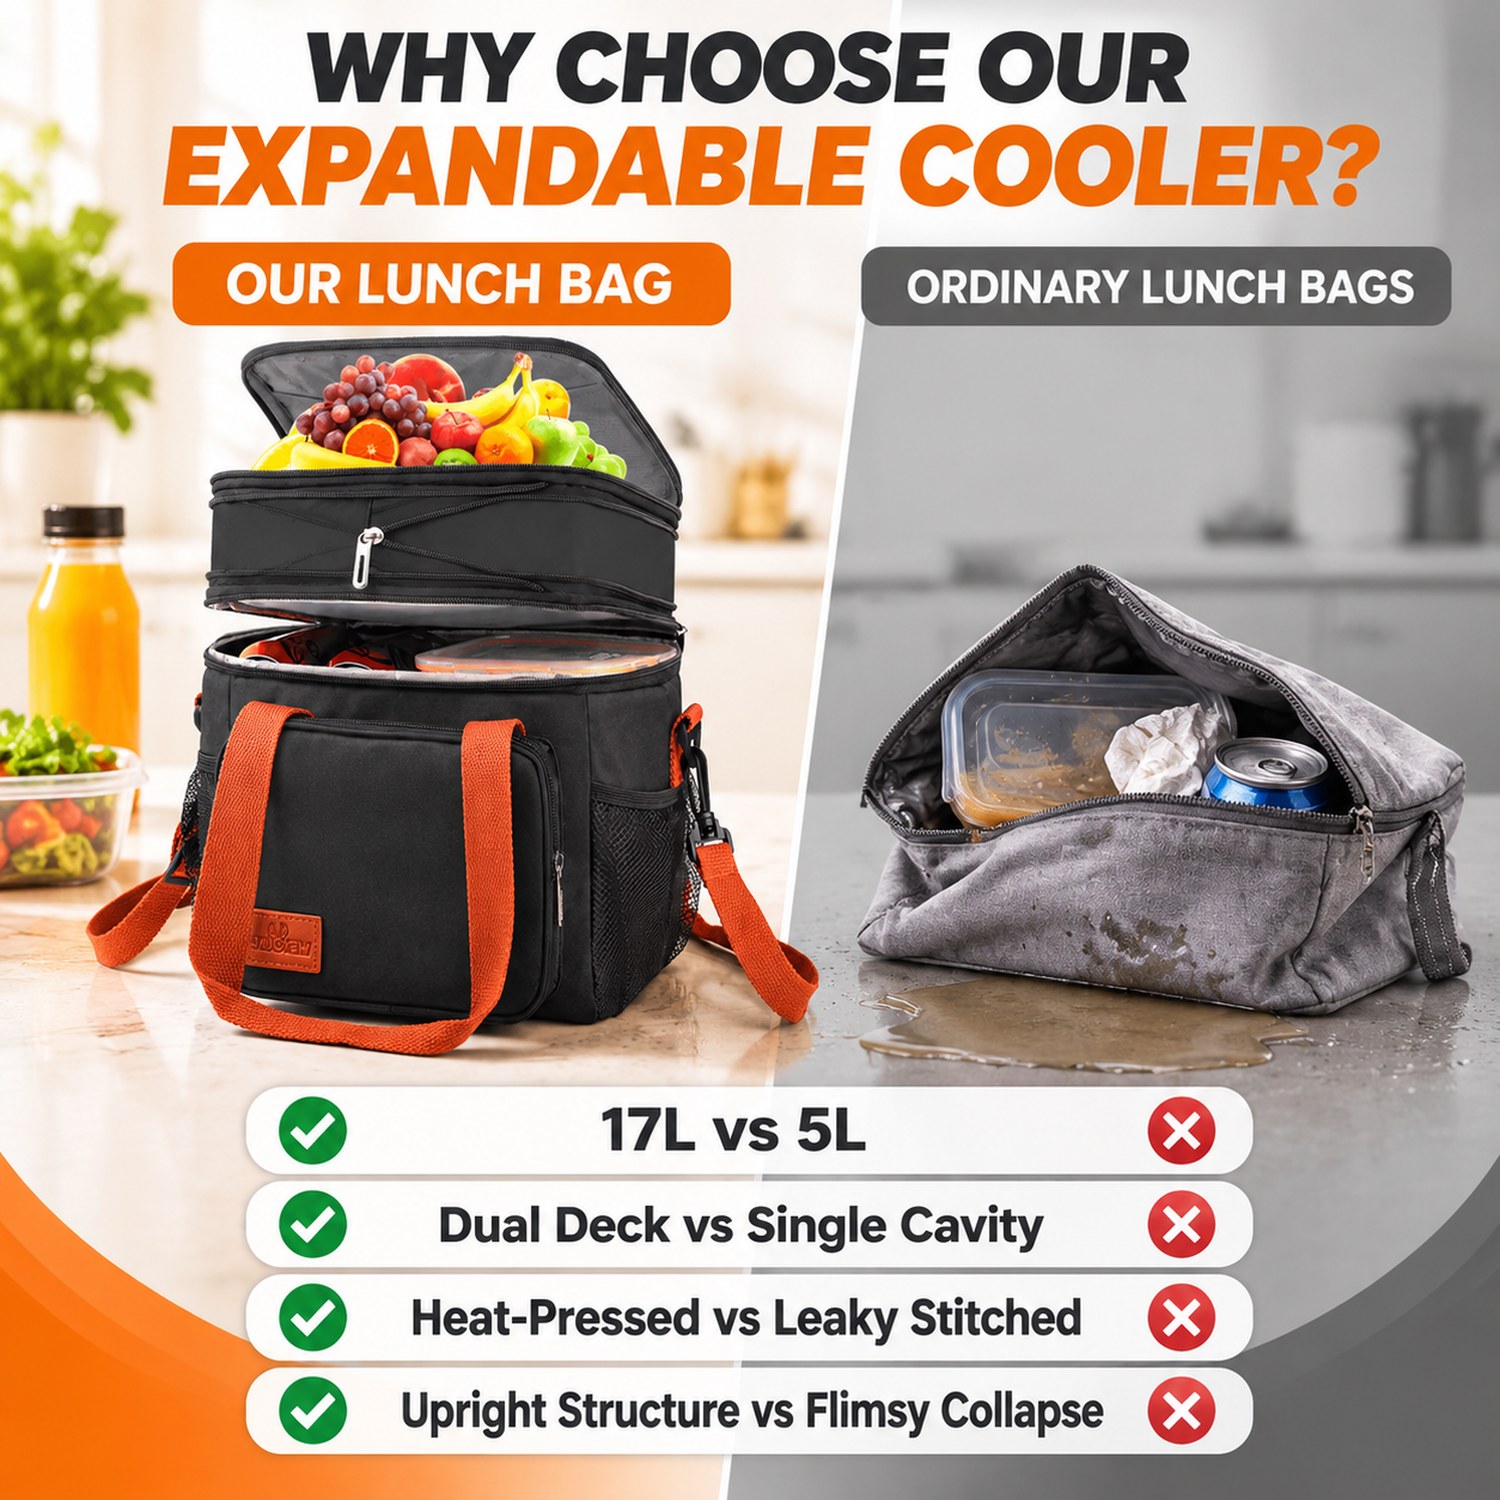 WHY CHOOSE OUR
EXPANDABLE COOLER?
OUR LUNCH BAG
ORDINARY LUNCH BAGS
17L vs 5L
Dual Deck vs Single Cavity
Heat-Pressed vs Leaky Stitched
Upright Structure vs Flimsy Collapse